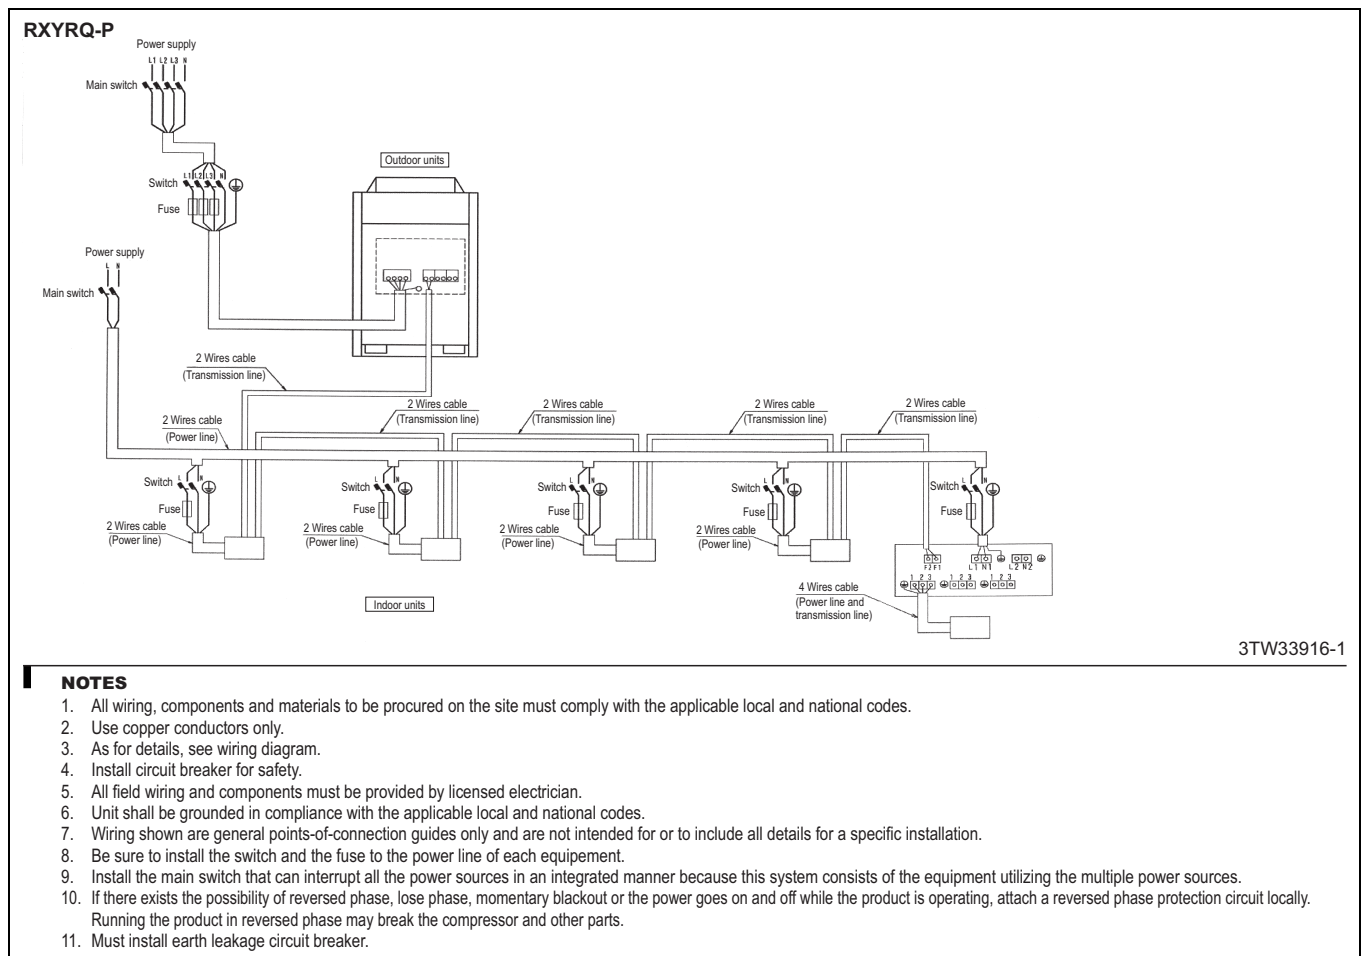 RXYRQ-P
Power supply
L1 L2 L3 N
Main switch
Outdoor units
L1 L2 L3 N
Switch
Fuse
Power supply
L N
Main switch
2 Wires cable
(Transmission line)
2 Wires cable
(Transmission line)
2 Wires cable
(Transmission line)
2 Wires cable
(Transmission line)
2 Wires cable
(Transmission line)
2 Wires cable
(Power line)
L N
Switch
Fuse
2 Wires cable
(Power line)
L N
Switch
Fuse
2 Wires cable
(Power line)
L N
Switch
Fuse
2 Wires cable
(Power line)
L N
Switch
Fuse
2 Wires cable
(Power line)
L N
Switch
Fuse
F2 F1
L1 N1
L2 N2
1 2 3
1 2 3
1 2 3
4 Wires cable
(Power line and
transmission line)
Indoor units
3TW33916-1
NOTES
1. All wiring, components and materials to be procured on the site must comply with the applicable local and national codes.
2. Use copper conductors only.
3. As for details, see wiring diagram.
4. Install circuit breaker for safety.
5. All field wiring and components must be provided by licensed electrician.
6. Unit shall be grounded in compliance with the applicable local and national codes.
7. Wiring shown are general points-of-connection guides only and are not intended for or to include all details for a specific installation.
8. Be sure to install the switch and the fuse to the power line of each equipement.
9. Install the main switch that can interrupt all the power sources in an integrated manner because this system consists of the equipment utilizing the multiple power sources.
10. If there exists the possibility of reversed phase, lose phase, momentary blackout or the power goes on and off while the product is operating, attach a reversed phase protection circuit locally.
Running the product in reversed phase may break the compressor and other parts.
11. Must install earth leakage circuit breaker.